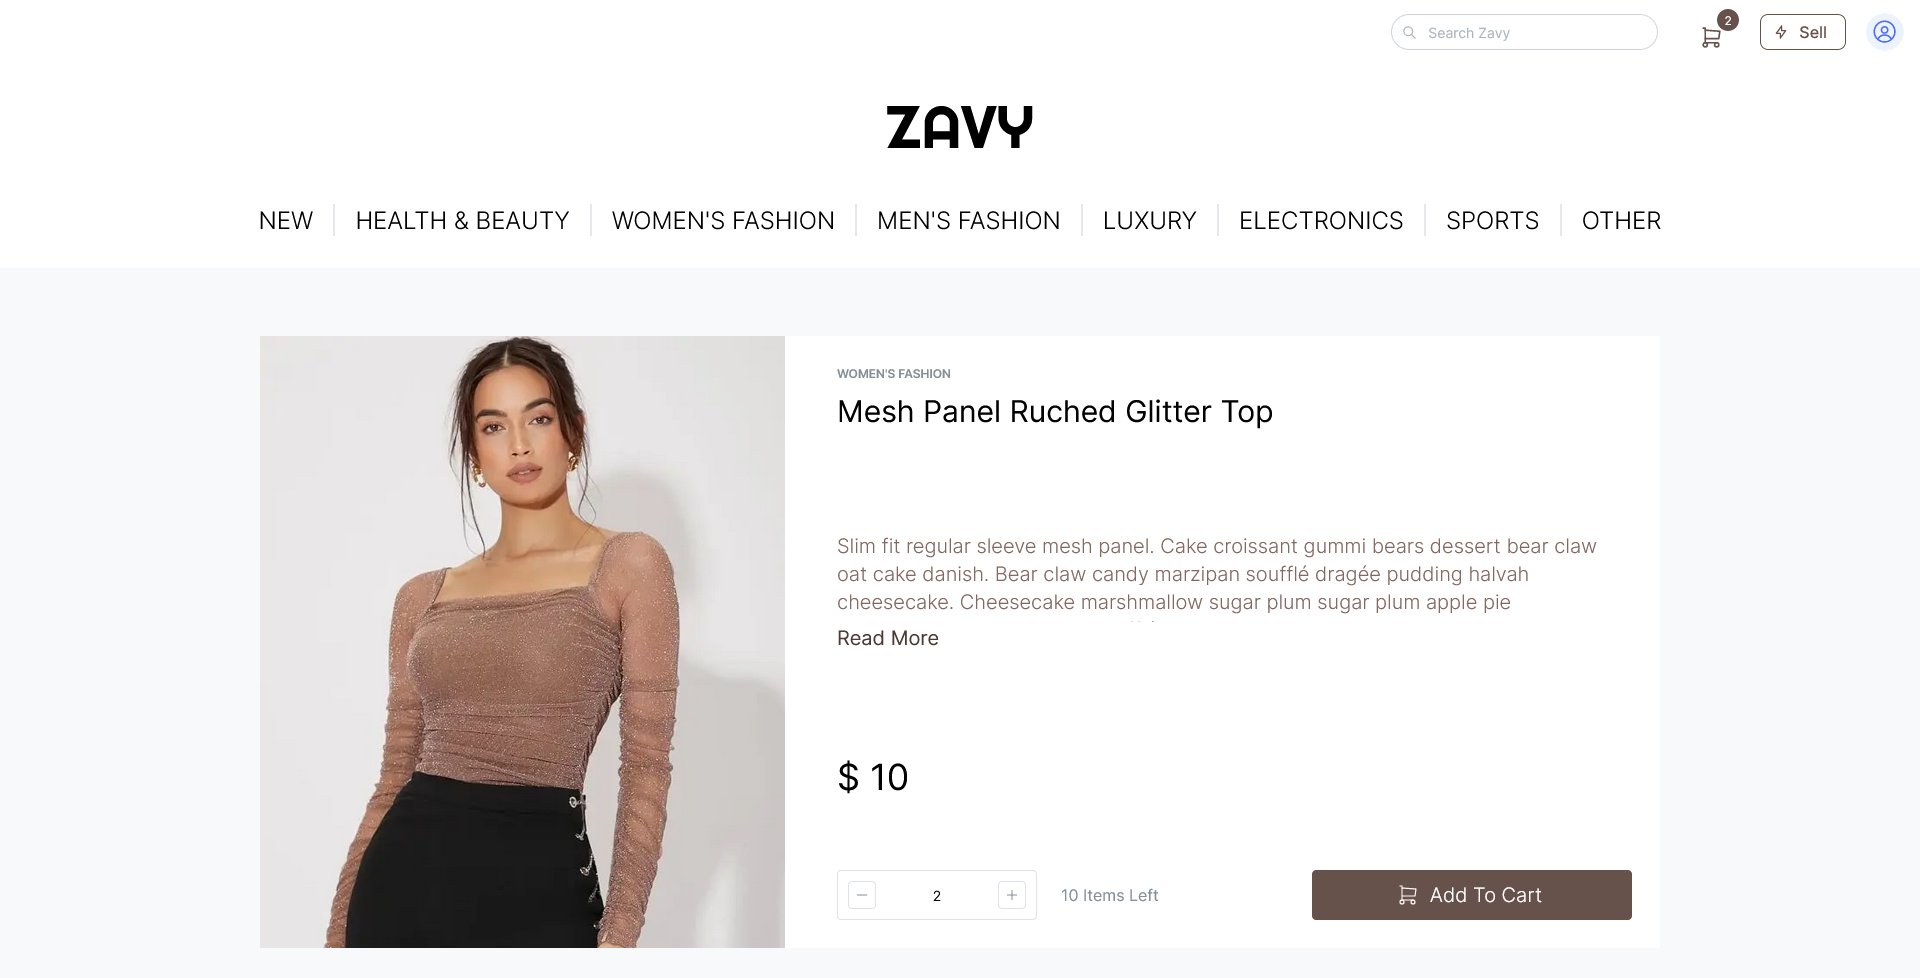 Search Zavy
2
Sell
ZAVY
NEW
HEALTH & BEAUTY
WOMEN'S FASHION
MEN'S FASHION
LUXURY
ELECTRONICS
SPORTS
OTHER
WOMEN'S FASHION
Mesh Panel Ruched Glitter Top
Slim fit regular sleeve mesh panel. Cake croissant gummi bears dessert bear claw
oat cake danish. Bear claw candy marzipan soufflé dragée pudding halvah
cheesecake. Cheesecake marshmallow sugar plum sugar plum apple pie
Read More
$ 10
2
10 Items Left
Add To Cart